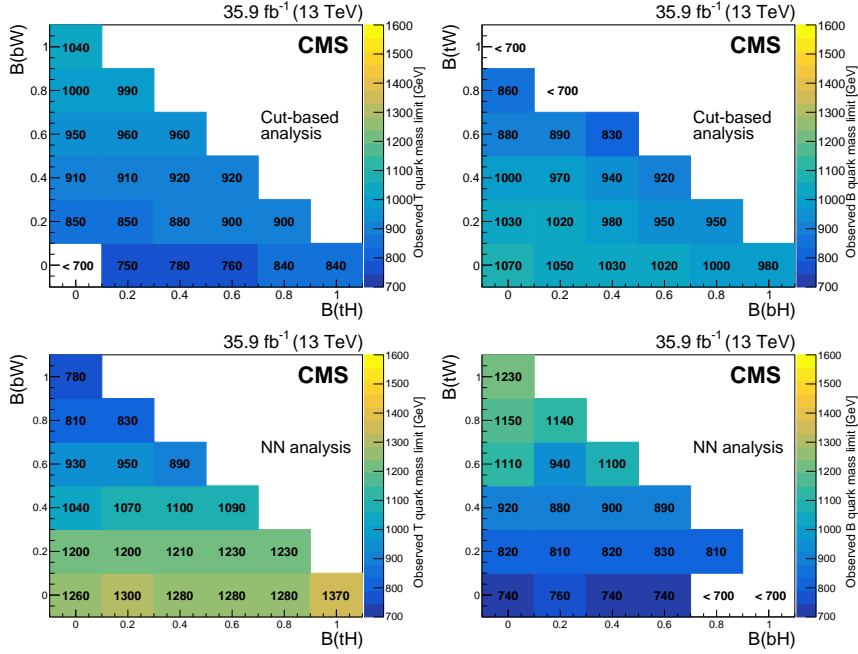 35.9 fb⁻¹ (13 TeV)
CMS
Cut-based
analysis
B(bW)
1
0.8
0.6
0.4
0.2
0
1040
1000 990
950 960 960
910 910 920 920
850 850 880 900 900
< 700 750 780 760 840 840
0 0.2 0.4 0.6 0.8 1
B(tH)
1600
1500
1400
1300
1200
1100
1000
900
800
700
Observed T quark mass limit [GeV]
35.9 fb⁻¹ (13 TeV)
CMS
Cut-based
analysis
B(tW)
1
0.8
0.6
0.4
0.2
0
< 700
860 < 700
880 890 830
1000 970 940 920
1030 1020 980 950 950
1070 1050 1030 1020 1000 980
0 0.2 0.4 0.6 0.8 1
B(bH)
1600
1500
1400
1300
1200
1100
1000
900
800
700
Observed B quark mass limit [GeV]
35.9 fb⁻¹ (13 TeV)
CMS
NN analysis
B(bW)
1
0.8
0.6
0.4
0.2
0
780
810 830
930 950 890
1040 1070 1100 1090
1200 1200 1210 1230 1230
1260 1300 1280 1280 1280 1370
0 0.2 0.4 0.6 0.8 1
B(tH)
1600
1500
1400
1300
1200
1100
1000
900
800
700
Observed T quark mass limit [GeV]
35.9 fb⁻¹ (13 TeV)
CMS
NN analysis
B(tW)
1
0.8
0.6
0.4
0.2
0
1230
1150 1140
1110 940 1100
920 880 900 890
820 810 820 830 810
740 760 740 740 < 700 < 700
0 0.2 0.4 0.6 0.8 1
B(bH)
1600
1500
1400
1300
1200
1100
1000
900
800
700
Observed B quark mass limit [GeV]